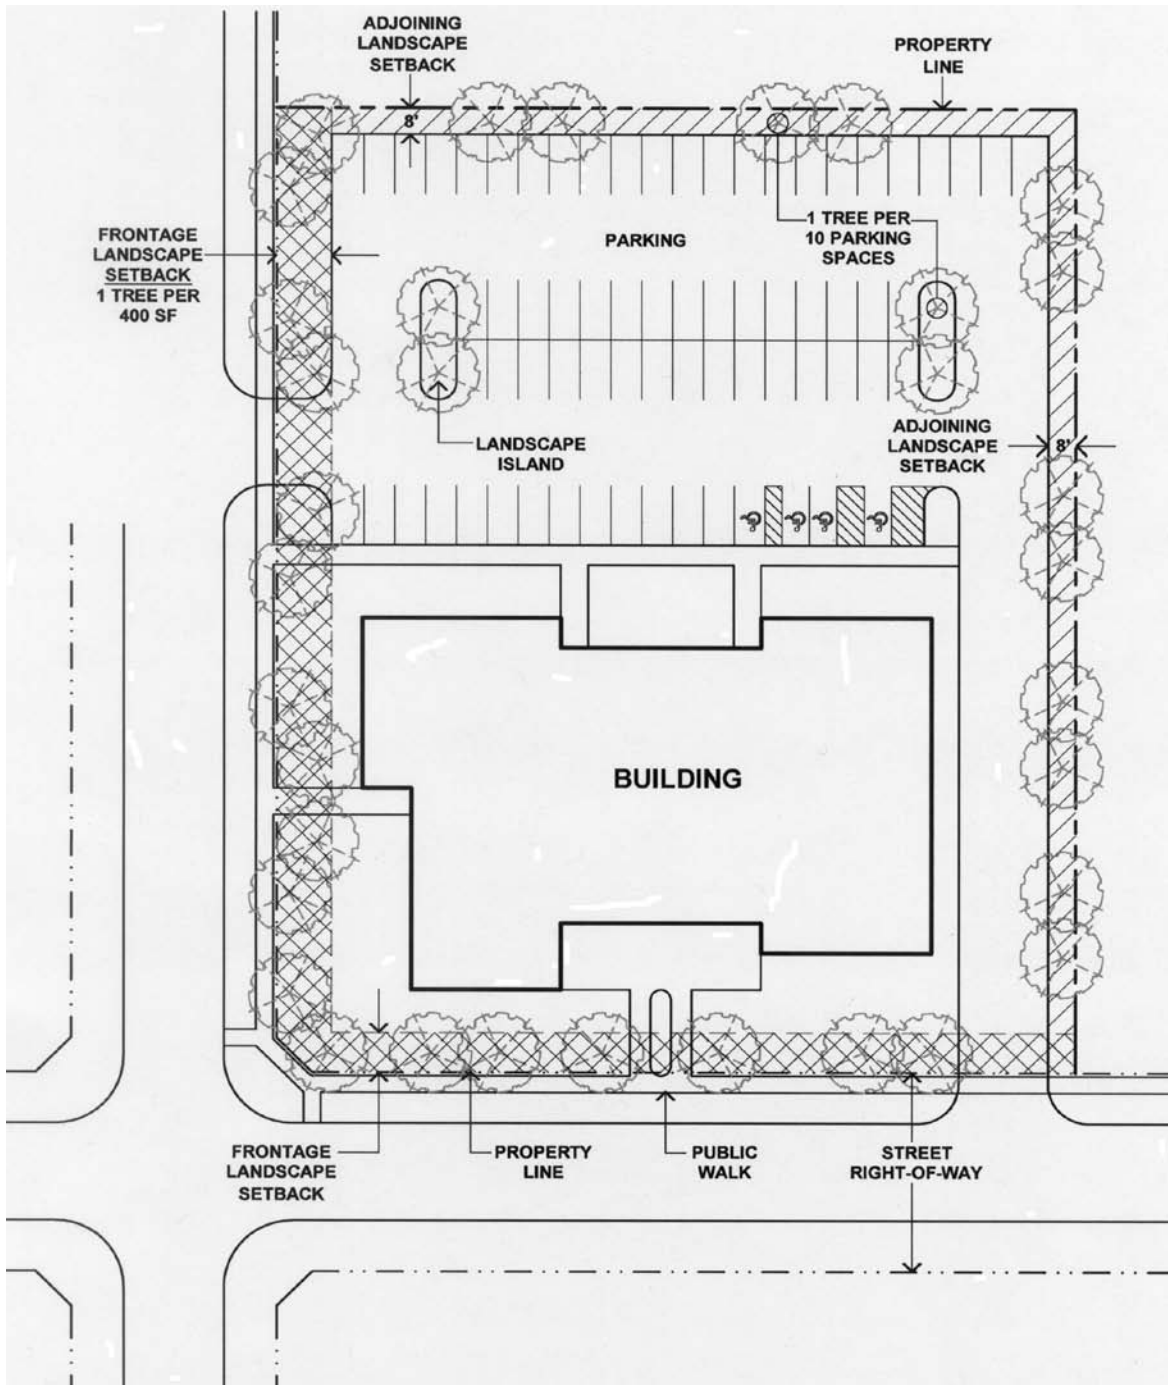 ADJOINING
LANDSCAPE
SETBACK
PROPERTY
LINE
8'
FRONTAGE
LANDSCAPE
SETBACK
1 TREE PER
400 SF
PARKING
1 TREE PER
10 PARKING
SPACES
LANDSCAPE
ISLAND
ADJOINING
LANDSCAPE
SETBACK
8'
BUILDING
FRONTAGE
LANDSCAPE
SETBACK
PROPERTY
LINE
PUBLIC
WALK
STREET
RIGHT-OF-WAY